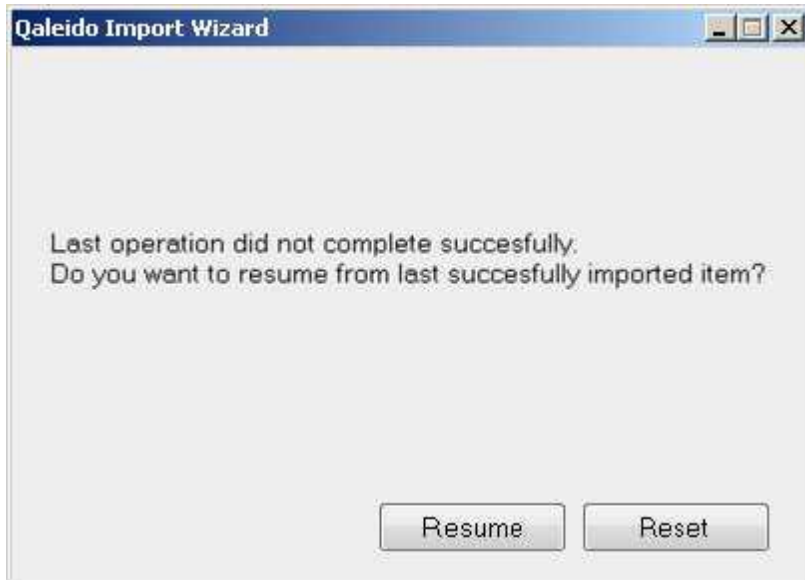 Qaleido Import Wizard
Last operation did not complete succesfully.
Do you want to resume from last succesfully imported item?
Resume Reset